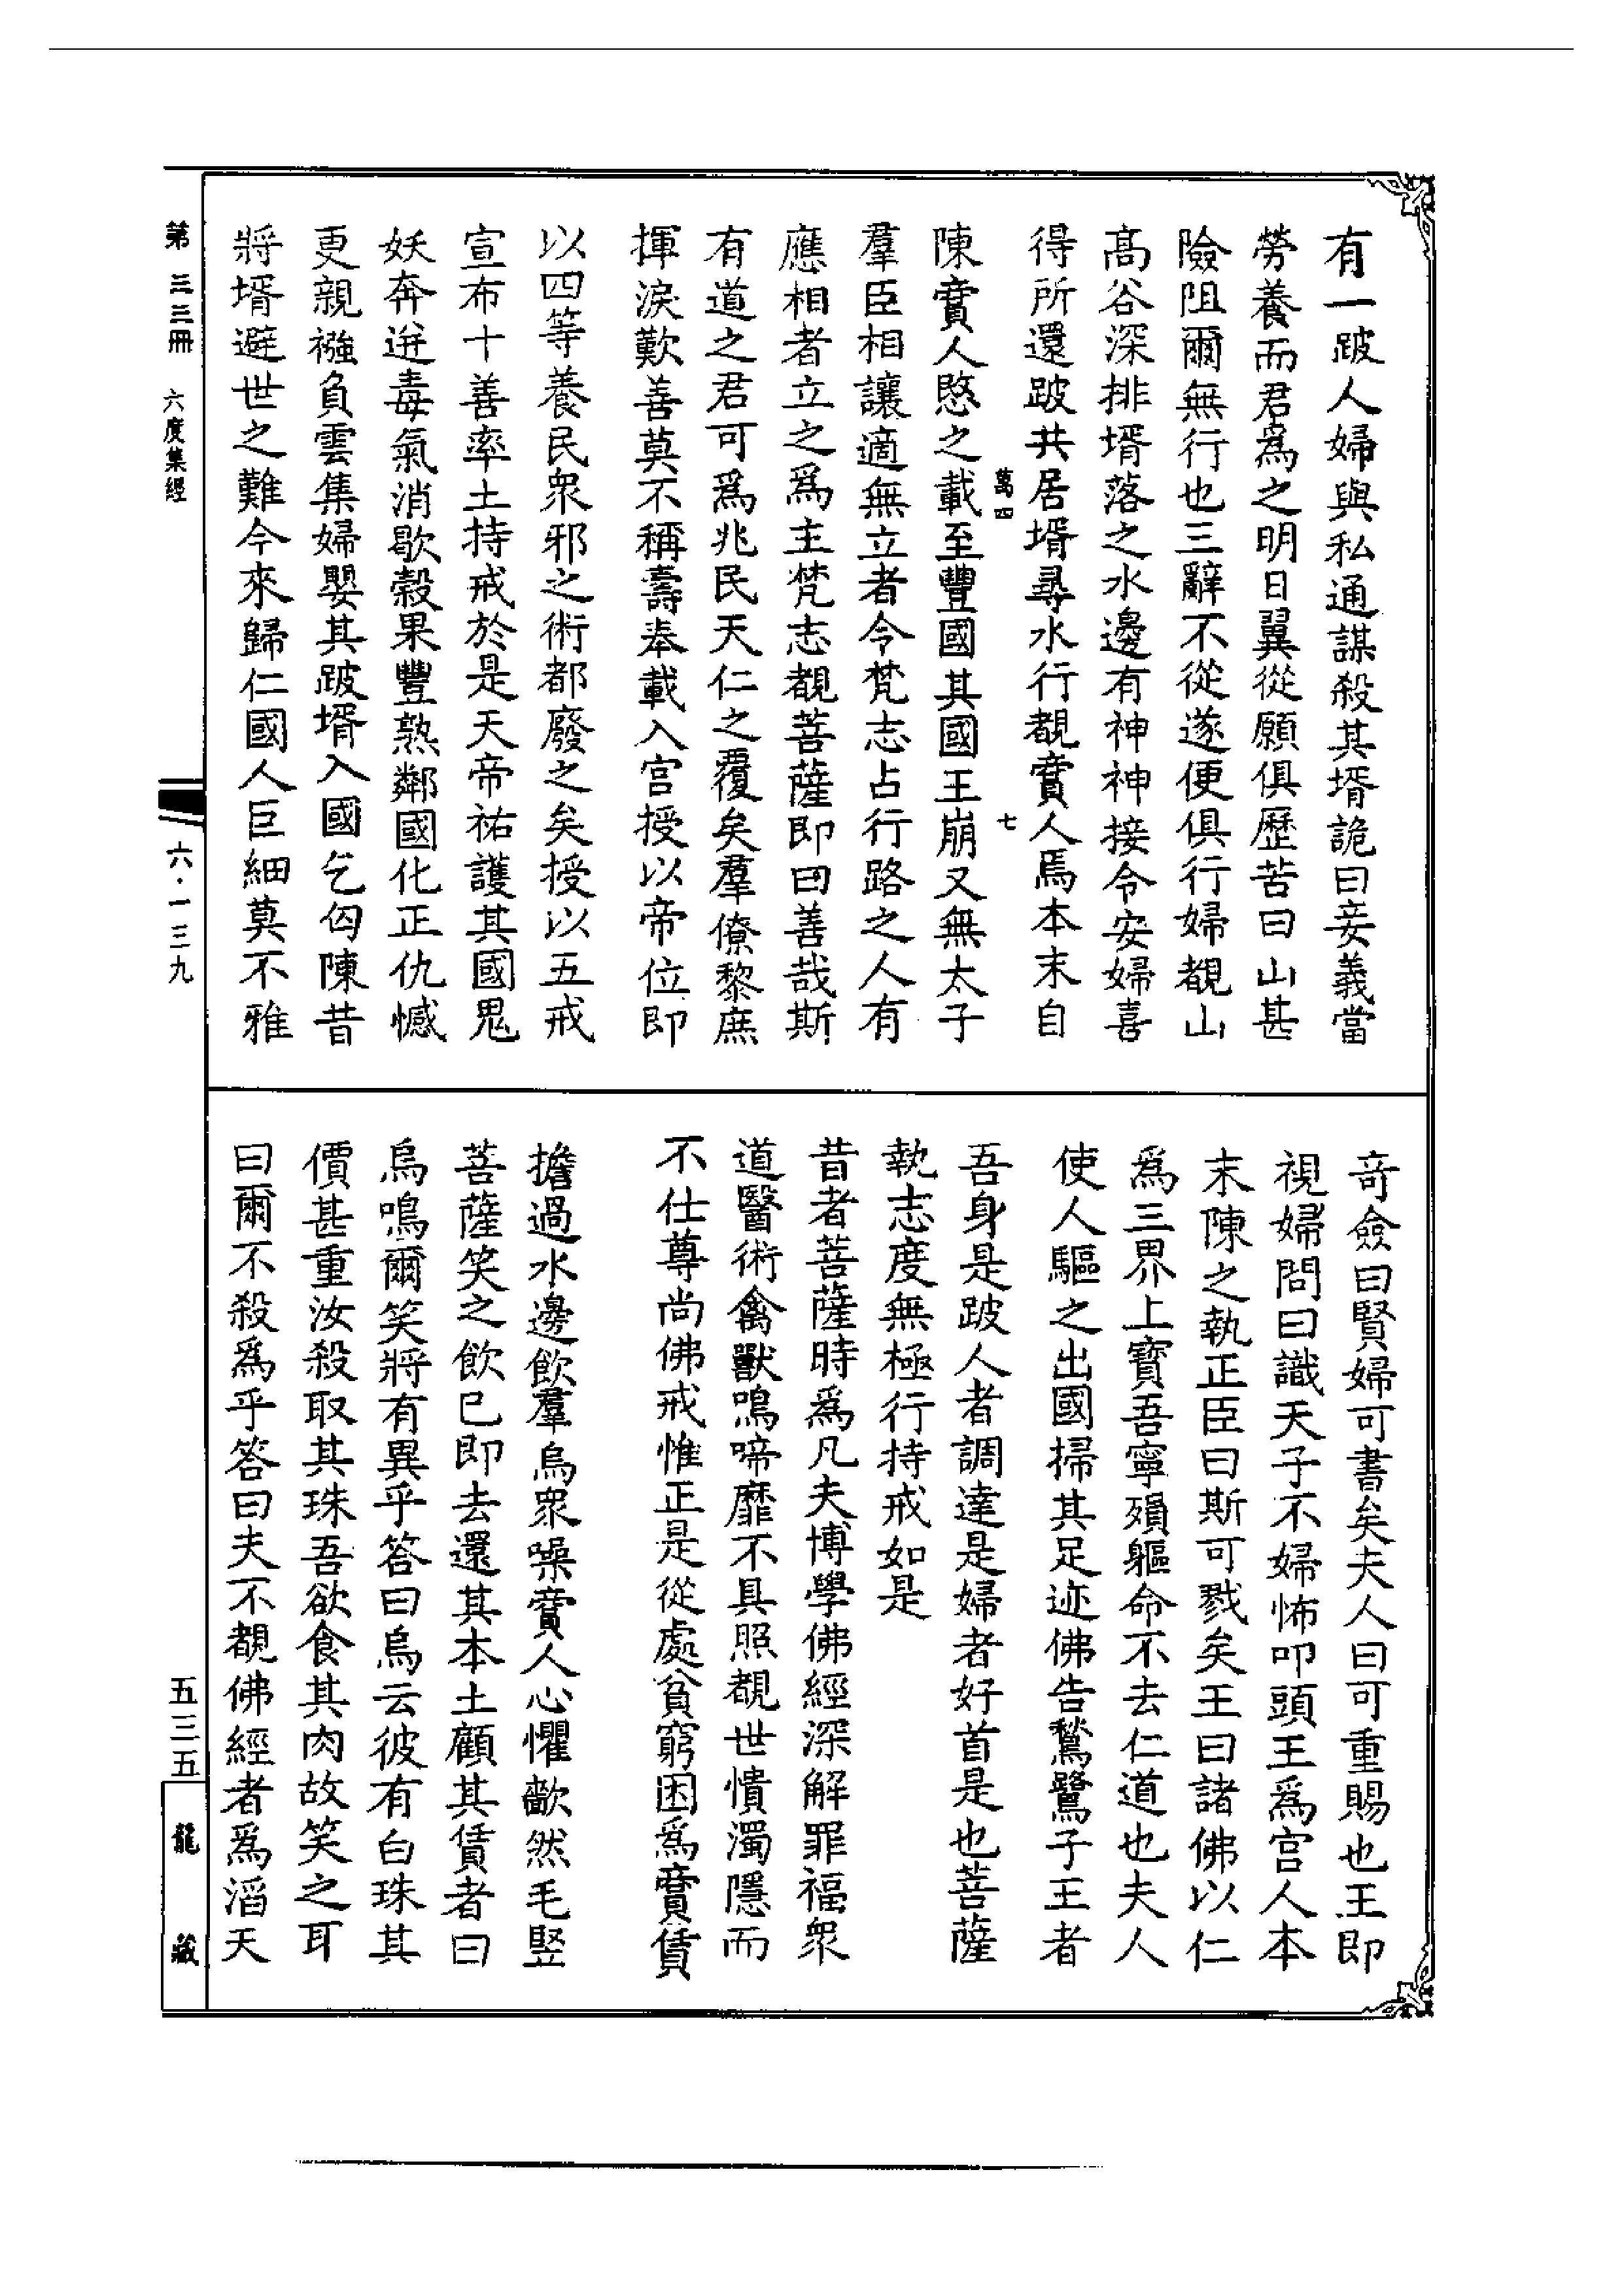 有一跛人婦與私通謀殺其壻詭曰妾義當
勞養而君爲之明日翼從願俱歷苦曰山甚
險阻爾無行也三辭不從遂便俱行婦覩山
高谷深排壻落之水邊有神神接令安婦喜
得所還跛共居壻尋水行覩賣人焉本末自
萬四
七
陳賣人愍之載至豐國其國王崩又無太子
羣臣相讓適無立者令梵志占行路之人有
應相者立之爲主梵志覩菩薩即曰善哉斯
有道之君可爲兆民天仁之覆矣羣僚黎庶
揮淚歎善莫不稱壽奉載入宮授以帝位即
以四等養民眾邪之術都廢之矣授以五戒
宣布十善率土持戒於是天帝祐護其國鬼
妖奔迸毒氣消歇穀果豐熟鄰國化正仇憾
更親襁負雲集婦嬰其跛壻入國乞匃陳昔
將壻避世之難今來歸仁國人巨細莫不雅
奇僉曰賢婦可書矣夫人曰可重賜也王即
視婦問曰識天子不婦怖叩頭王爲宮人本
末陳之執正臣曰斯可戮矣王曰諸佛以仁
爲三界上寶吾寧殞軀命不去仁道也夫人
使人驅之出國掃其足迹佛告鶖鷺子王者
吾身是跛人者調達是婦者好首是也菩薩
執志度無極行持戒如是
昔者菩薩時爲凡夫博學佛經深解罪福眾
道醫術禽獸鳴啼靡不具照覩世憒濁隱而
不仕尊尚佛戒惟正是從處貧窮困爲賣賃
擔過水邊飲羣烏眾噪賣人心懼歔然毛豎
菩薩笑之飲已即去還其本土顧其賃者曰
烏鳴爾笑將有異乎答曰烏云彼有白珠其
價甚重汝殺取其珠吾欲食其肉故笑之耳
曰爾不殺爲乎答曰夫不覩佛經者爲滔天
第三三冊
六度集經
六·一三九
五三五
龍藏